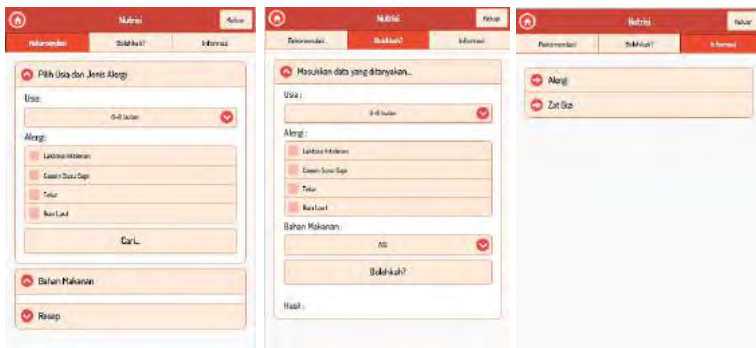 Nutrisi
Keluar
Rekomendasi
Bolehkah?
Informasi
Pilih Usia dan Jenis Alergi
Usia:
0-6 bulan
Alergi:
Laktosa Intoleran
Casein Susu Sapi
Telur
Ikan Laut
Cari...
Bahan Makanan
Resep
Nutrisi
Keluar
Rekomendasi
Bolehkah?
Informasi
Masukkan data yang ditanyakan...
Usia :
0-6 bulan
Alergi :
Laktosa Intoleran
Casein Susu Sapi
Telur
Ikan Laut
Bahan Makanan :
ASI
Bolehkah?
Hasil :
Nutrisi
Keluar
Rekomendasi
Bolehkah?
Informasi
Alergi
Zat Gizi